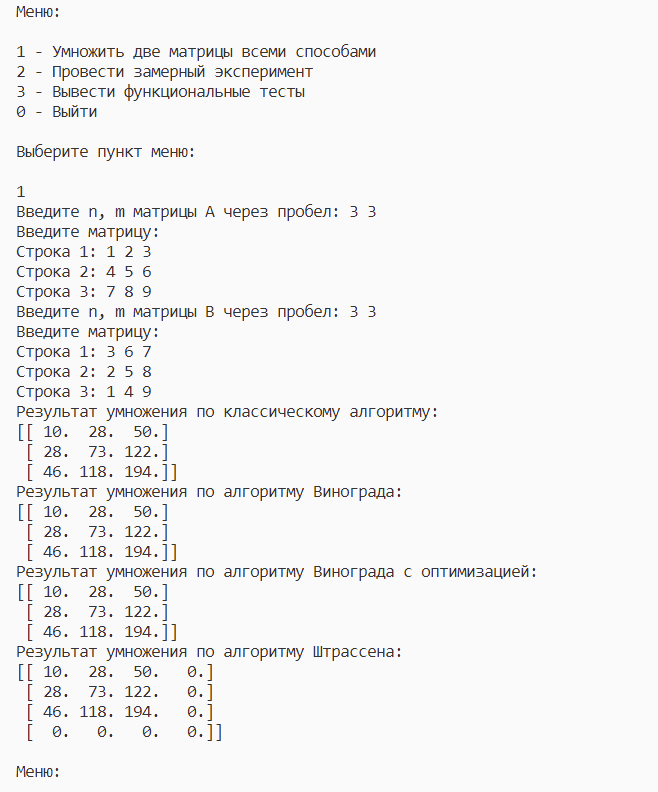 Меню:
1 - Умножить две матрицы всеми способами
2 - Провести замерный эксперимент
3 - Вывести функциональные тесты
0 - Выйти
Выберите пункт меню:
1
Введите n, m матрицы A через пробел: 3 3
Введите матрицу:
Строка 1: 1 2 3
Строка 2: 4 5 6
Строка 3: 7 8 9
Введите n, m матрицы B через пробел: 3 3
Введите матрицу:
Строка 1: 3 6 7
Строка 2: 2 5 8
Строка 3: 1 4 9
Результат умножения по классическому алгоритму:
[[ 10.  28.  50.]
 [ 28.  73. 122.]
 [ 46. 118. 194.]]
Результат умножения по алгоритму Винограда:
[[ 10.  28.  50.]
 [ 28.  73. 122.]
 [ 46. 118. 194.]]
Результат умножения по алгоритму Винограда с оптимизацией:
[[ 10.  28.  50.]
 [ 28.  73. 122.]
 [ 46. 118. 194.]]
Результат умножения по алгоритму Штрассена:
[[ 10.  28.  50.   0.]
 [ 28.  73. 122.   0.]
 [ 46. 118. 194.   0.]
 [  0.   0.   0.   0.]]
Меню: